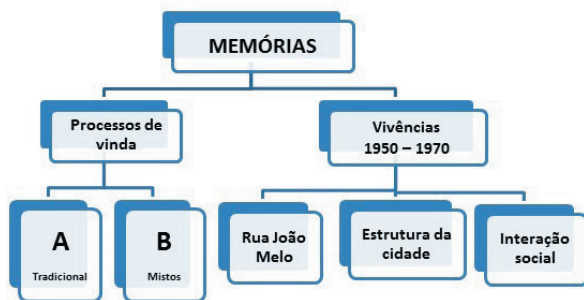 MEMÓRIAS
Processos de
vinda
Vivências
1950 – 1970
A
Tradicional
B
Mistos
Rua João
Melo
Estrutura da
cidade
Interação
social